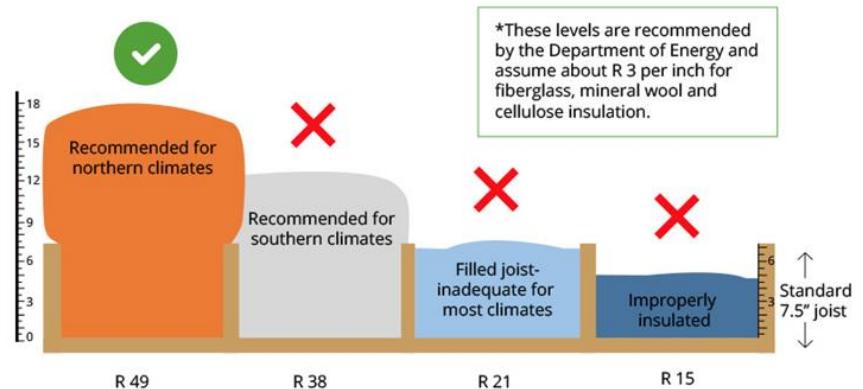 *These levels are recommended
by the Department of Energy and
assume about R 3 per inch for
fiberglass, mineral wool and
cellulose insulation.
18
15
12
9
6
3
0
Recommended for
northern climates
Recommended for
southern climates
Filled joist-
inadequate for
most climates
Improperly
insulated
6
3
Standard
7.5” joist
R 49
R 38
R 21
R 15